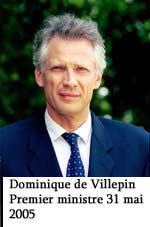 Dominique de Villepin
Premier ministre 31 mai
2005